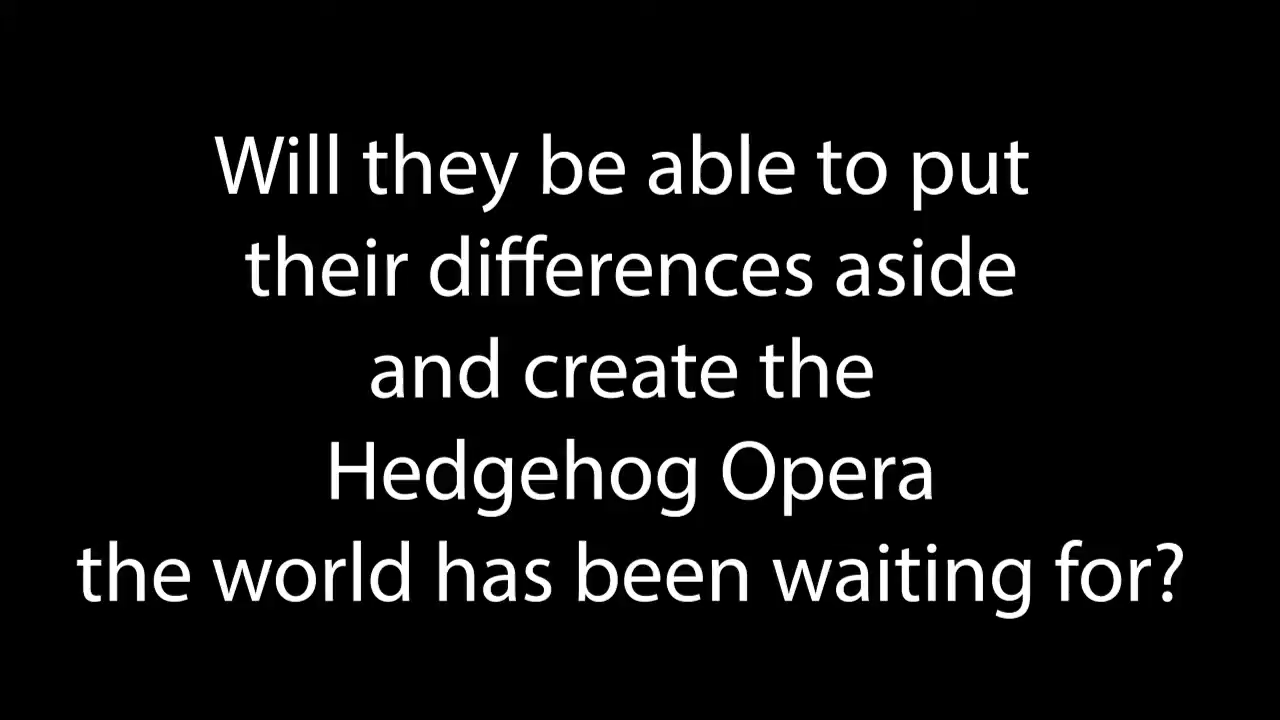 Will they be able to put
their differences aside
and create the
Hedgehog Opera
the world has been waiting for?